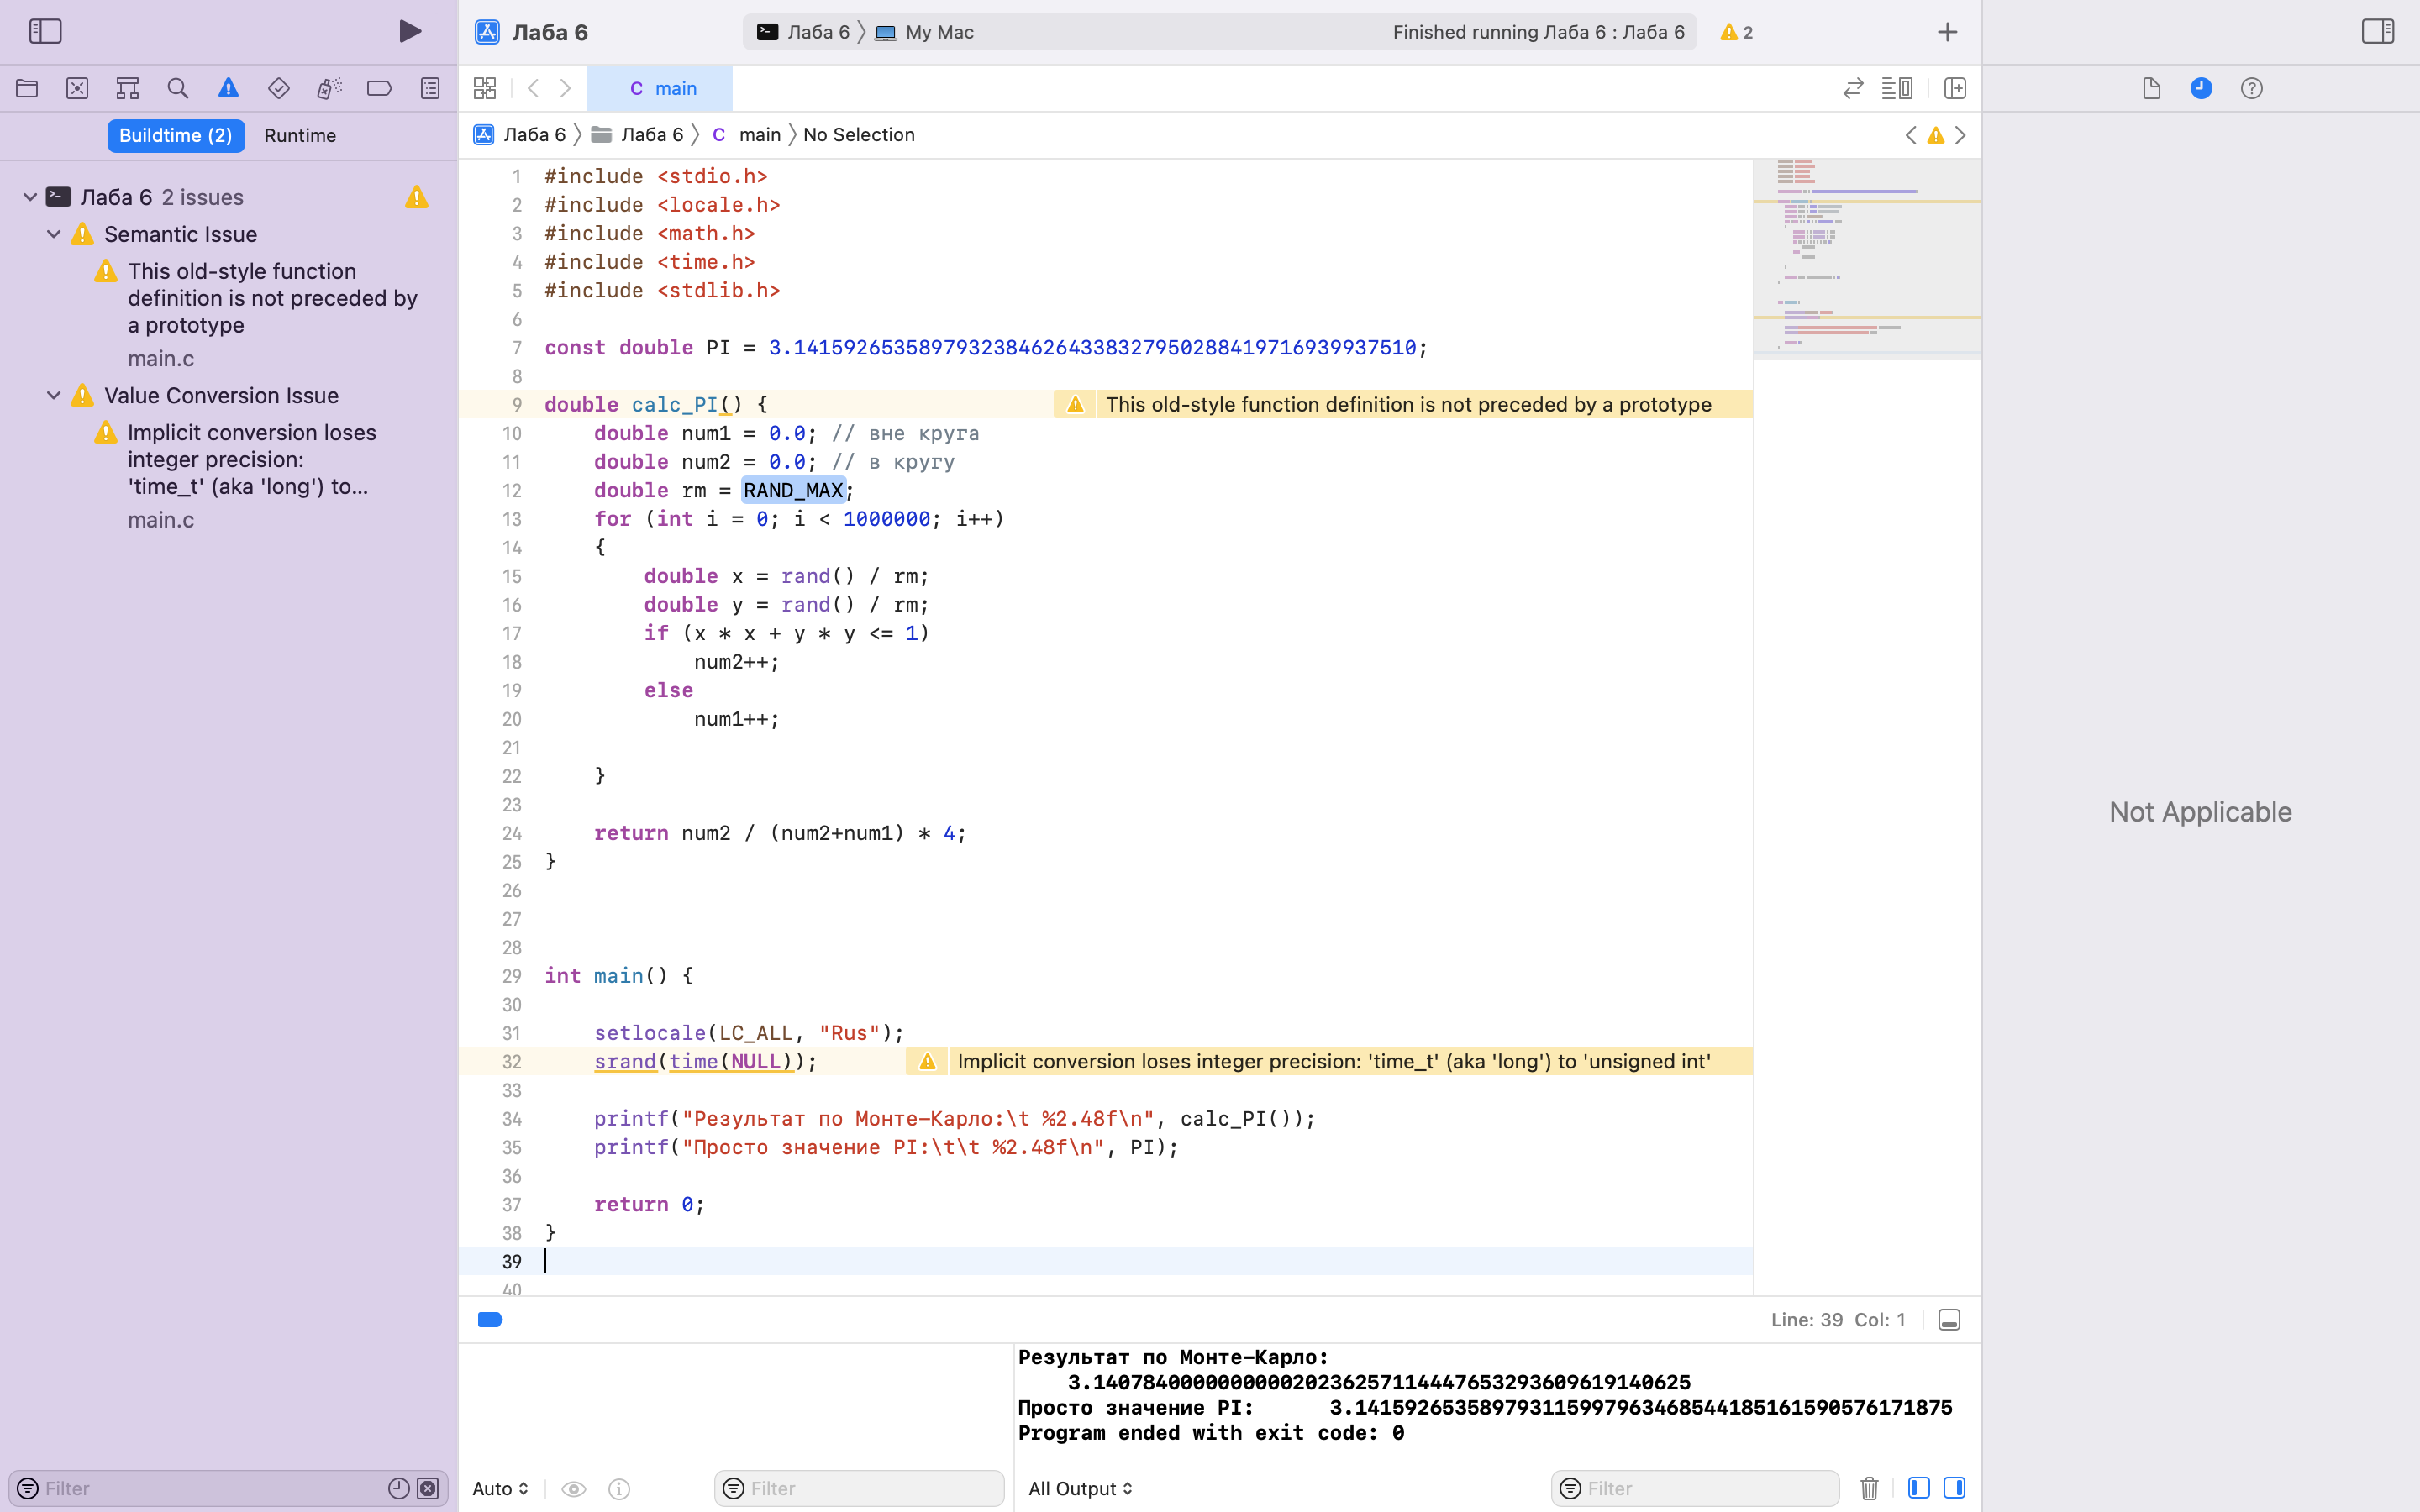 Лаба 6
Лаба 6 〉 My Mac
Finished running Лаба 6 : Лаба 6
2
C main
Buildtime (2) Runtime
Лаба 6 〉 Лаба 6 〉 C main 〉 No Selection
Лаба 6 2 issues
Semantic Issue
This old-style function
definition is not preceded by
a prototype
main.c
Value Conversion Issue
Implicit conversion loses
integer precision:
'time_t' (aka 'long') to...
main.c
Filter
1 #include <stdio.h>
2 #include <locale.h>
3 #include <math.h>
4 #include <time.h>
5 #include <stdlib.h>
6
7 const double PI = 3.14159265358979323846264338327950288419716939937510;
8
9 double calc_PI() { This old-style function definition is not preceded by a prototype
10 double num1 = 0.0; // вне круга
11 double num2 = 0.0; // в кругу
12 double rm = RAND_MAX;
13 for (int i = 0; i < 1000000; i++)
14 {
15 double x = rand() / rm;
16 double y = rand() / rm;
17 if (x * x + y * y <= 1)
18 num2++;
19 else
20 num1++;
21
22 }
23
24 return num2 / (num2+num1) * 4;
25 }
26
27
28
29 int main() {
30
31 setlocale(LC_ALL, "Rus");
32 srand(time(NULL)); Implicit conversion loses integer precision: 'time_t' (aka 'long') to 'unsigned int'
33
34 printf("Результат по Монте-Карло:\t %2.48f\n", calc_PI());
35 printf("Просто значение PI:\t\t %2.48f\n", PI);
36
37 return 0;
38 }
39
40
Line: 39 Col: 1
Результат по Монте-Карло:
3.140784000000000020236257114447653293609619140625
Просто значение PI: 3.141592653589793115997963468544185161590576171875
Program ended with exit code: 0
Auto
Filter
All Output
Filter
Not Applicable